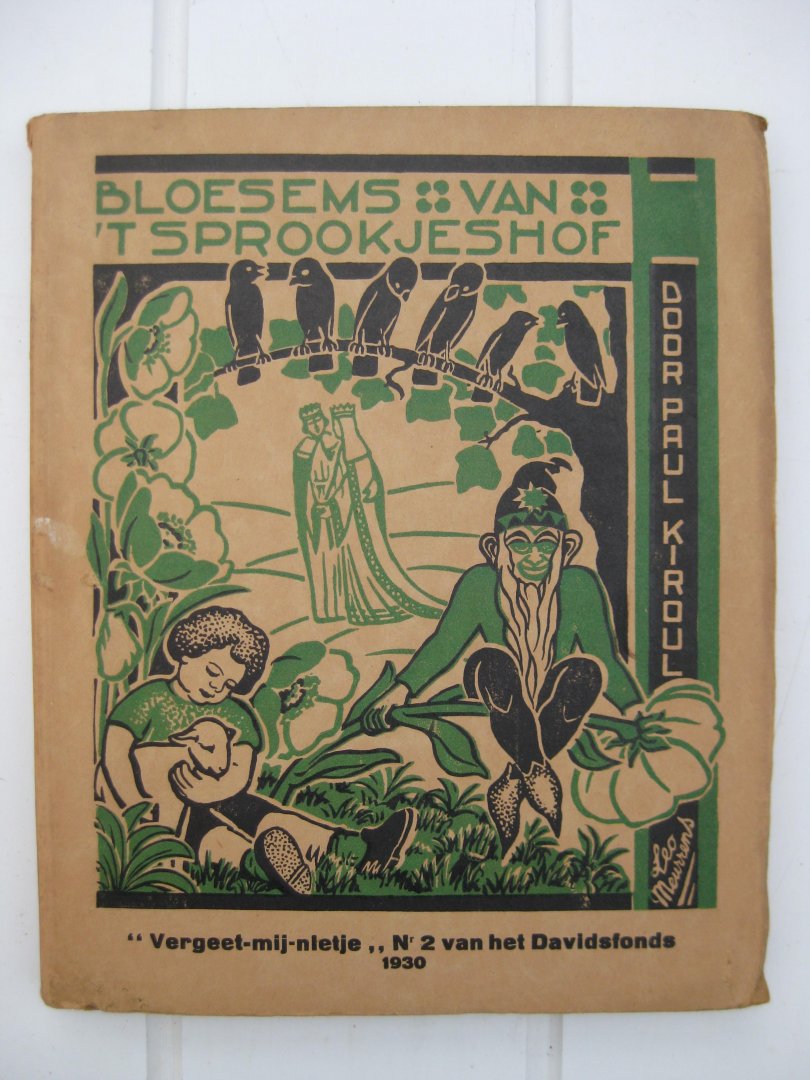 BLOESEMS VAN
'T SPROOKJESHOF
DOOR PAUL KIROUL
Leo
Meurrens
“ Vergeet-mij-nietje ,, Nr 2 van het Davidsfonds
1930